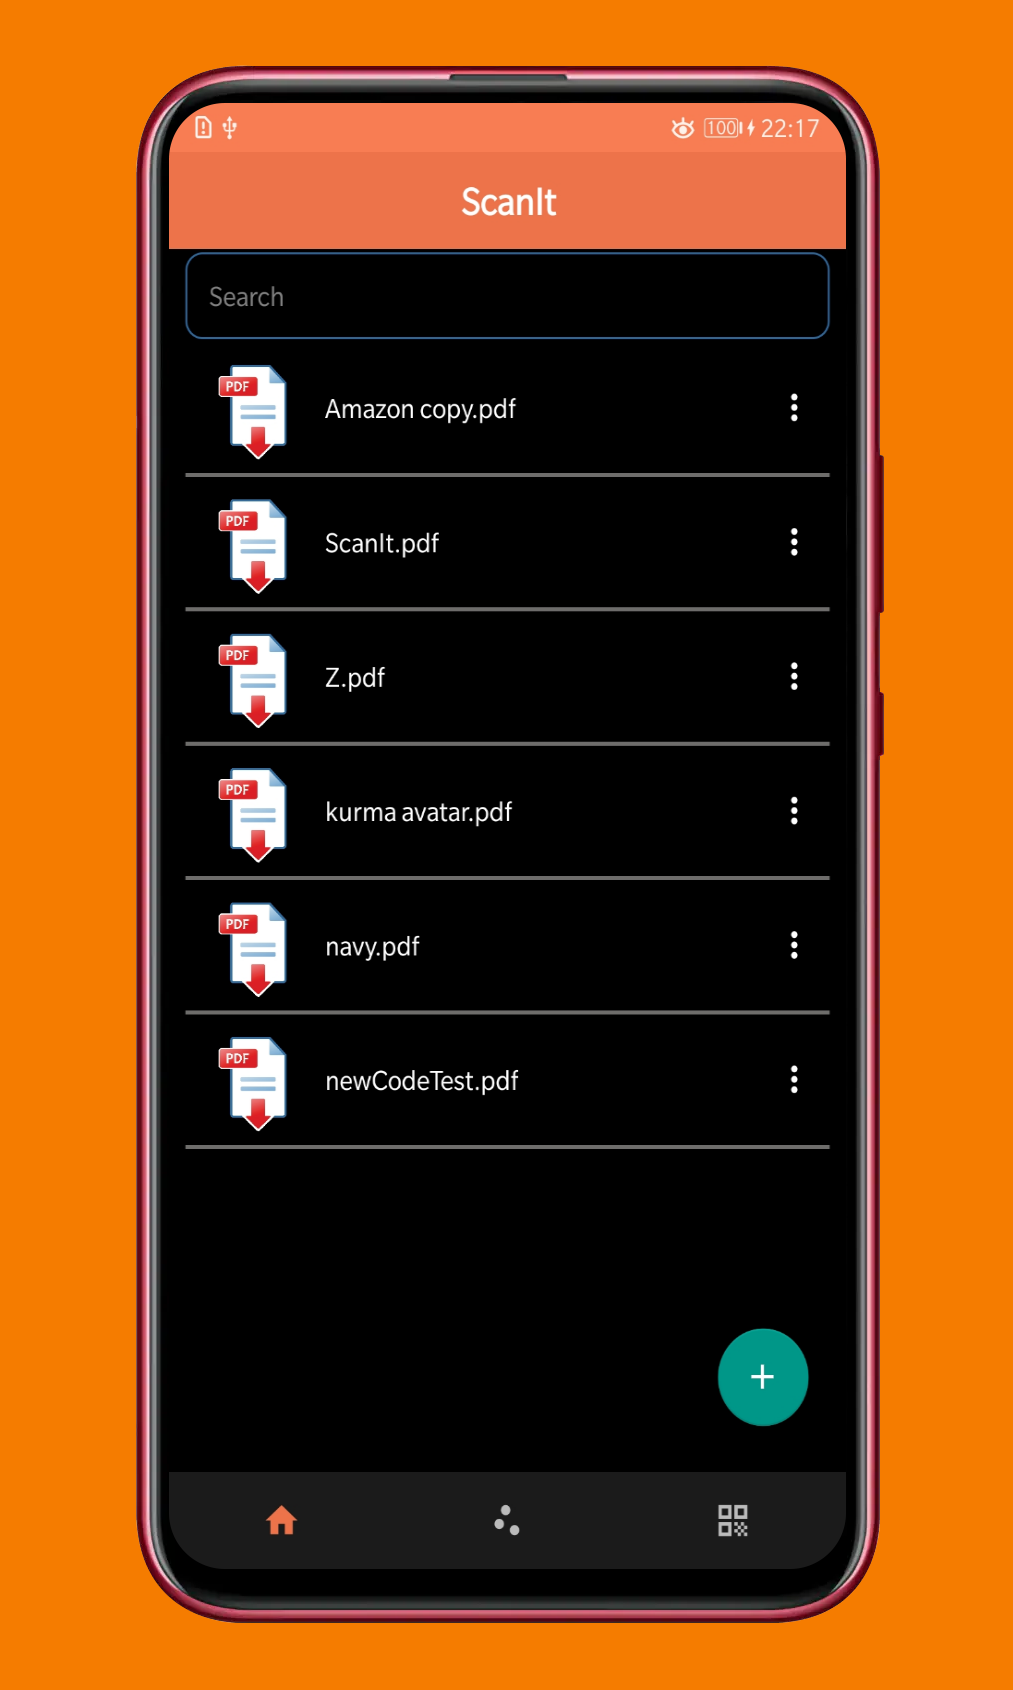 100 22:17
ScanIt
Search
PDF Amazon copy.pdf
PDF ScanIt.pdf
PDF Z.pdf
PDF kurma avatar.pdf
PDF navy.pdf
PDF newCodeTest.pdf